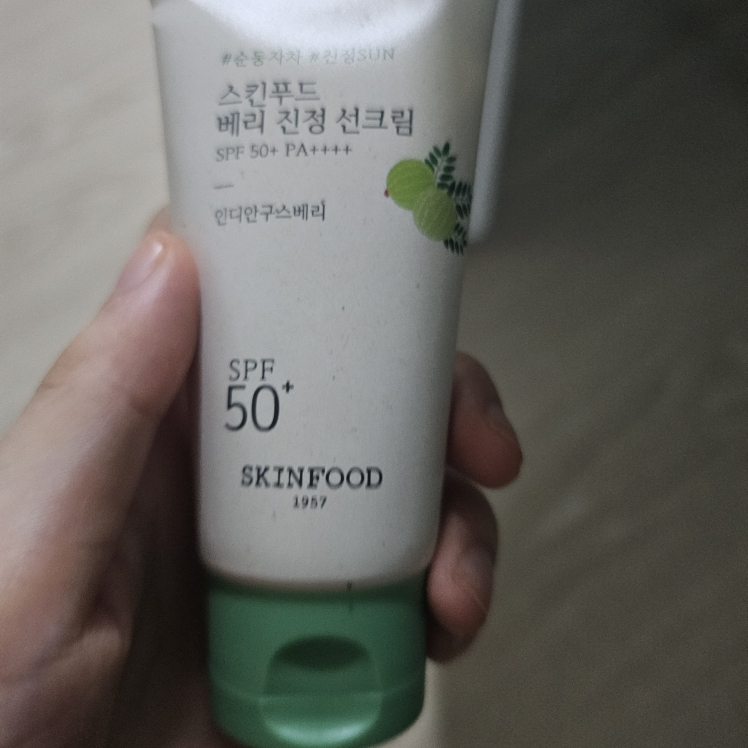 #순둥자차 #진정SUN
스킨푸드
베리 진정 선크림
SPF 50+ PA++++
인디안구스베리
SPF
50+
SKINFOOD
1957